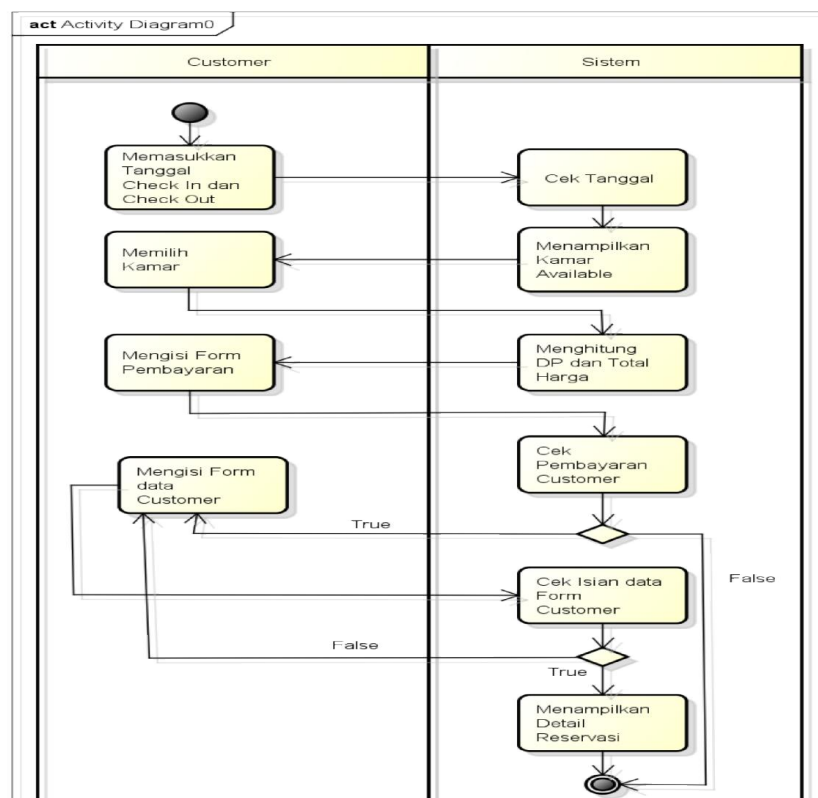 act Activity Diagram0
Customer
Sistem
Memasukkan
Tanggal
Check In dan
Check Out
Cek Tanggal
Memilih
Kamar
Menampilkan
Kamar
Available
Mengisi Form
Pembayaran
Menghitung
DP dan Total
Harga
Cek
Pembayaran
Customer
Mengisi Form
data
Customer
True
False
Cek Isian data
Form
Customer
False
True
Menampilkan
Detail
Reservasi